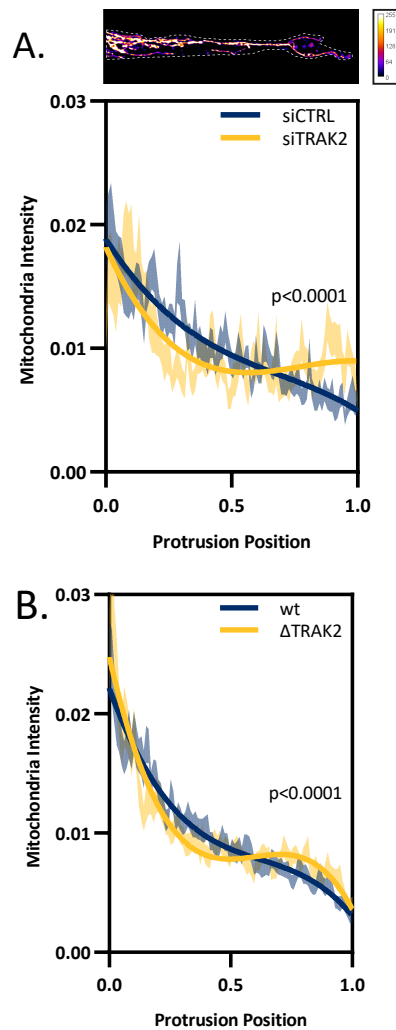 A.
255
191
128
64
0
0.03
siCTRL
siTRAK2
0.02
p<0.0001
0.01
0.00
0.0
0.5
1.0
Mitochondria Intensity
Protrusion Position
B.
0.03
wt
ΔTRAK2
0.02
p<0.0001
0.01
0.00
0.0
0.5
1.0
Mitochondria Intensity
Protrusion Position